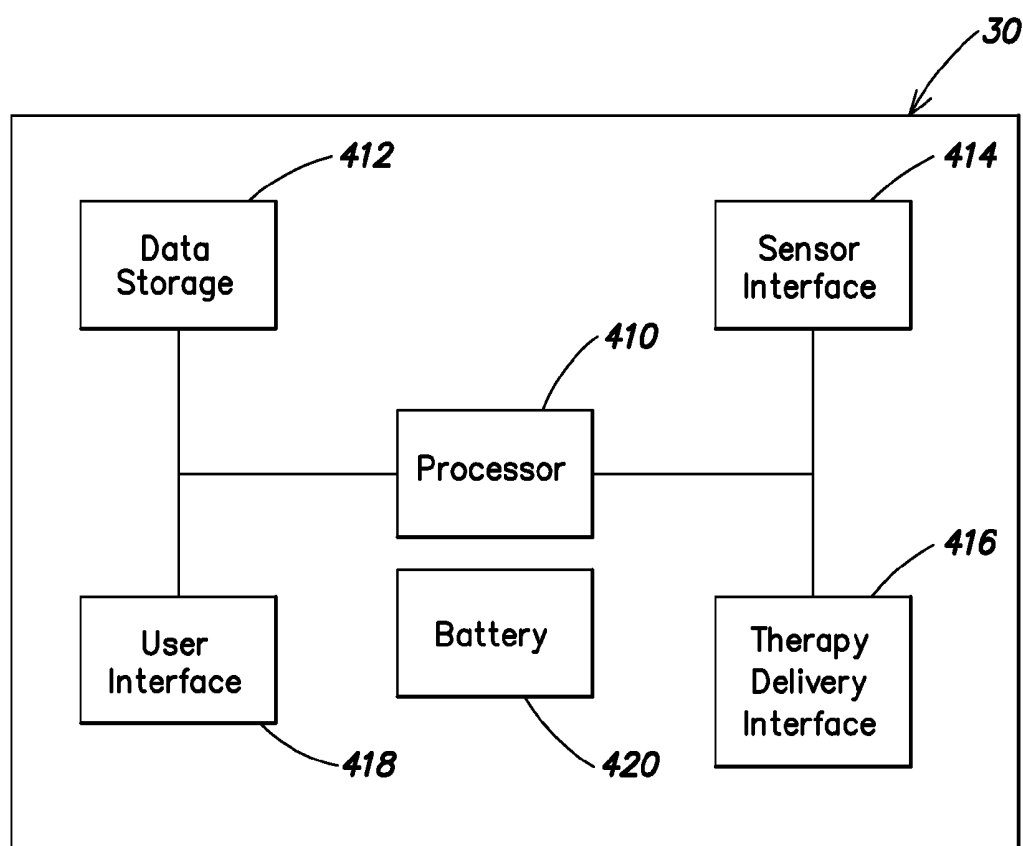 30
412
414
Data
Storage
Sensor
Interface
410
Processor
416
User
Interface
Battery
Therapy
Delivery
Interface
418
420